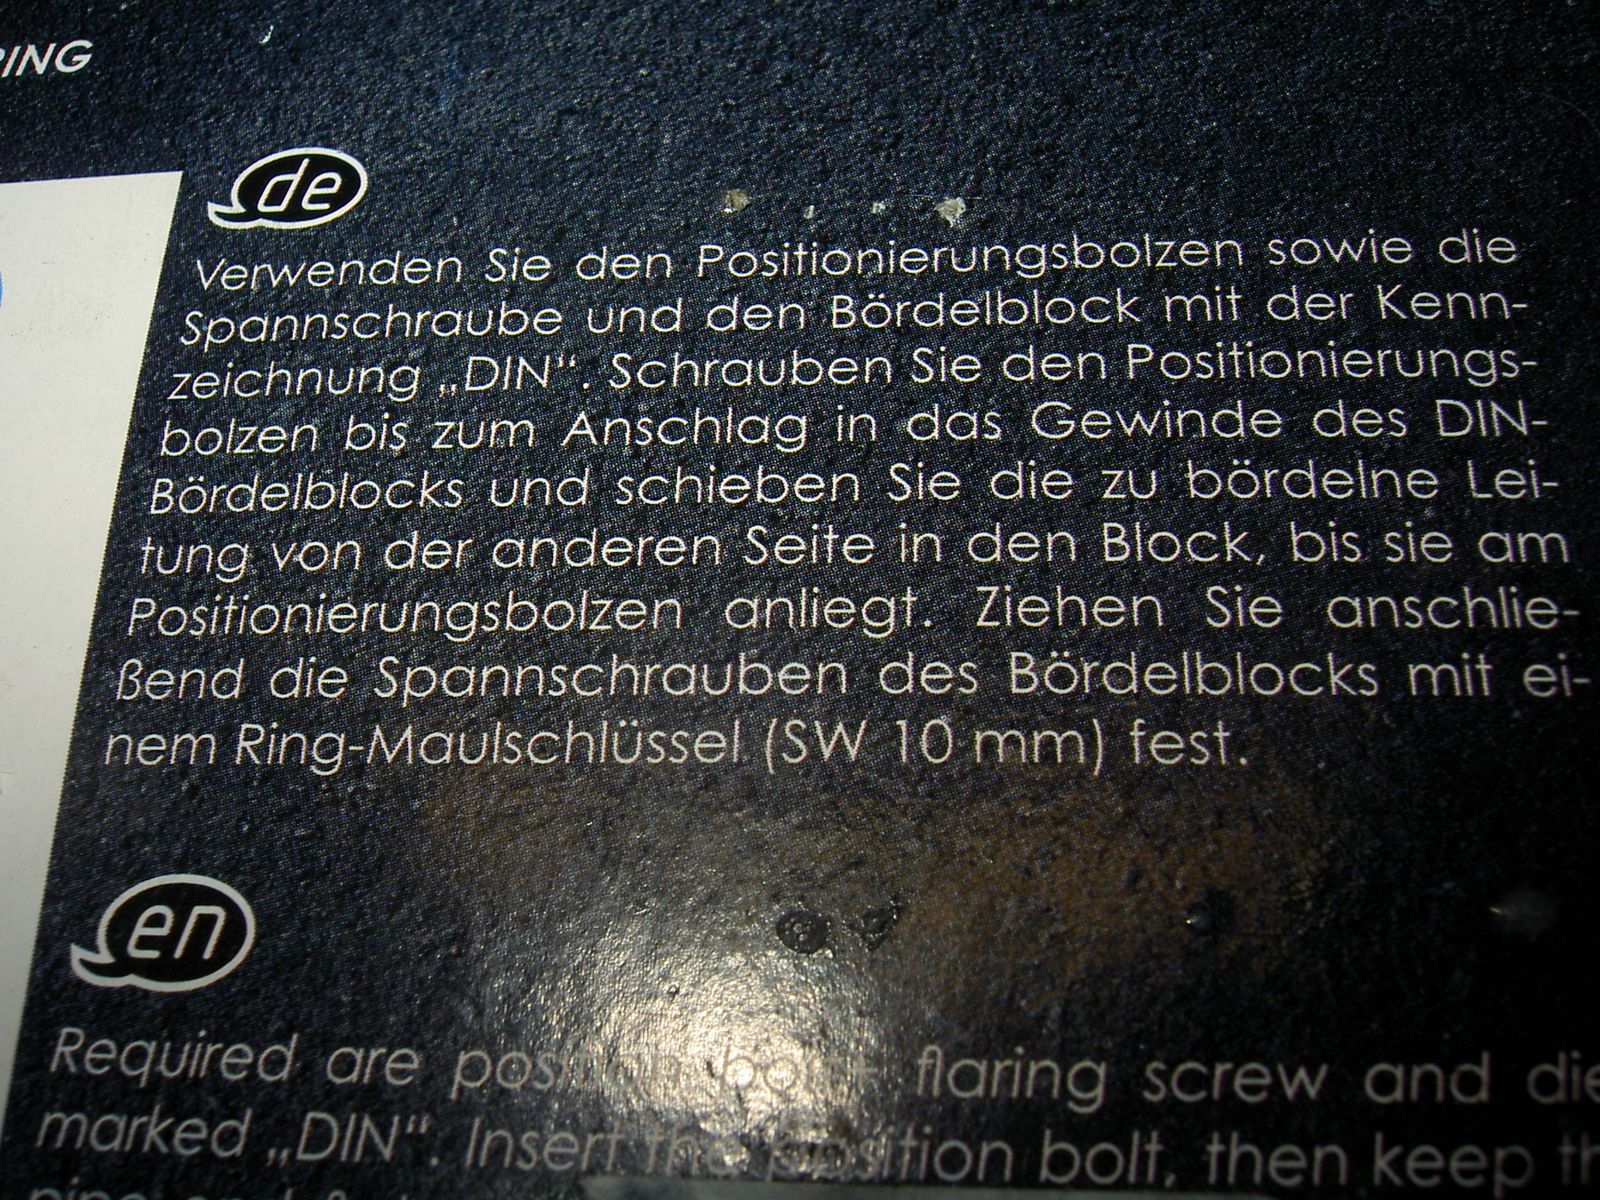 RING
de
Verwenden Sie den Positionierungsbolzen sowie die
Spannschraube und den Bördelblock mit der Kenn-
zeichnung „DIN“. Schrauben Sie den Positionierungs-
bolzen bis zum Anschlag in das Gewinde des DIN-
Bördelblocks und schieben Sie die zu bördelne Lei-
tung von der anderen Seite in den Block, bis sie am
Positionierungsbolzen anliegt. Ziehen Sie anschlie-
ßend die Spannschrauben des Bördelblocks mit ei-
nem Ring-Maulschlüssel (SW 10 mm) fest.
en
Required are position bolt + flaring screw and die
marked „DIN“. Insert the position bolt, then keep